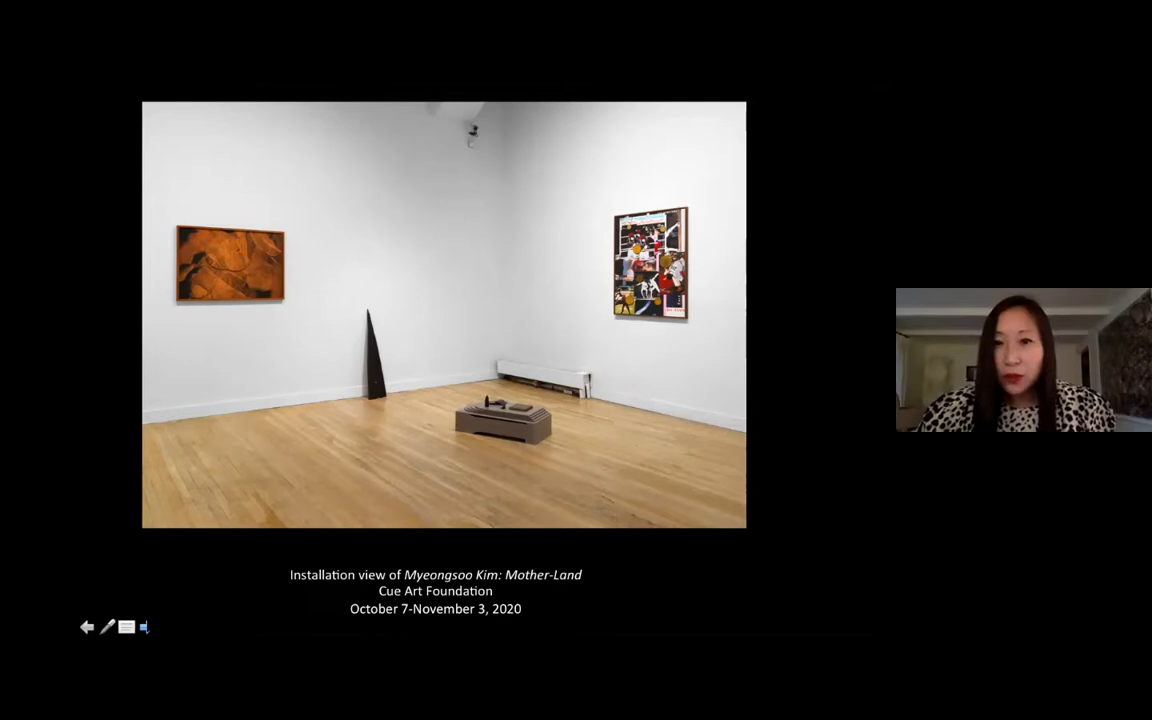 Installation view of Myeongsoo Kim: Mother-Land
Cue Art Foundation
October 7-November 3, 2020